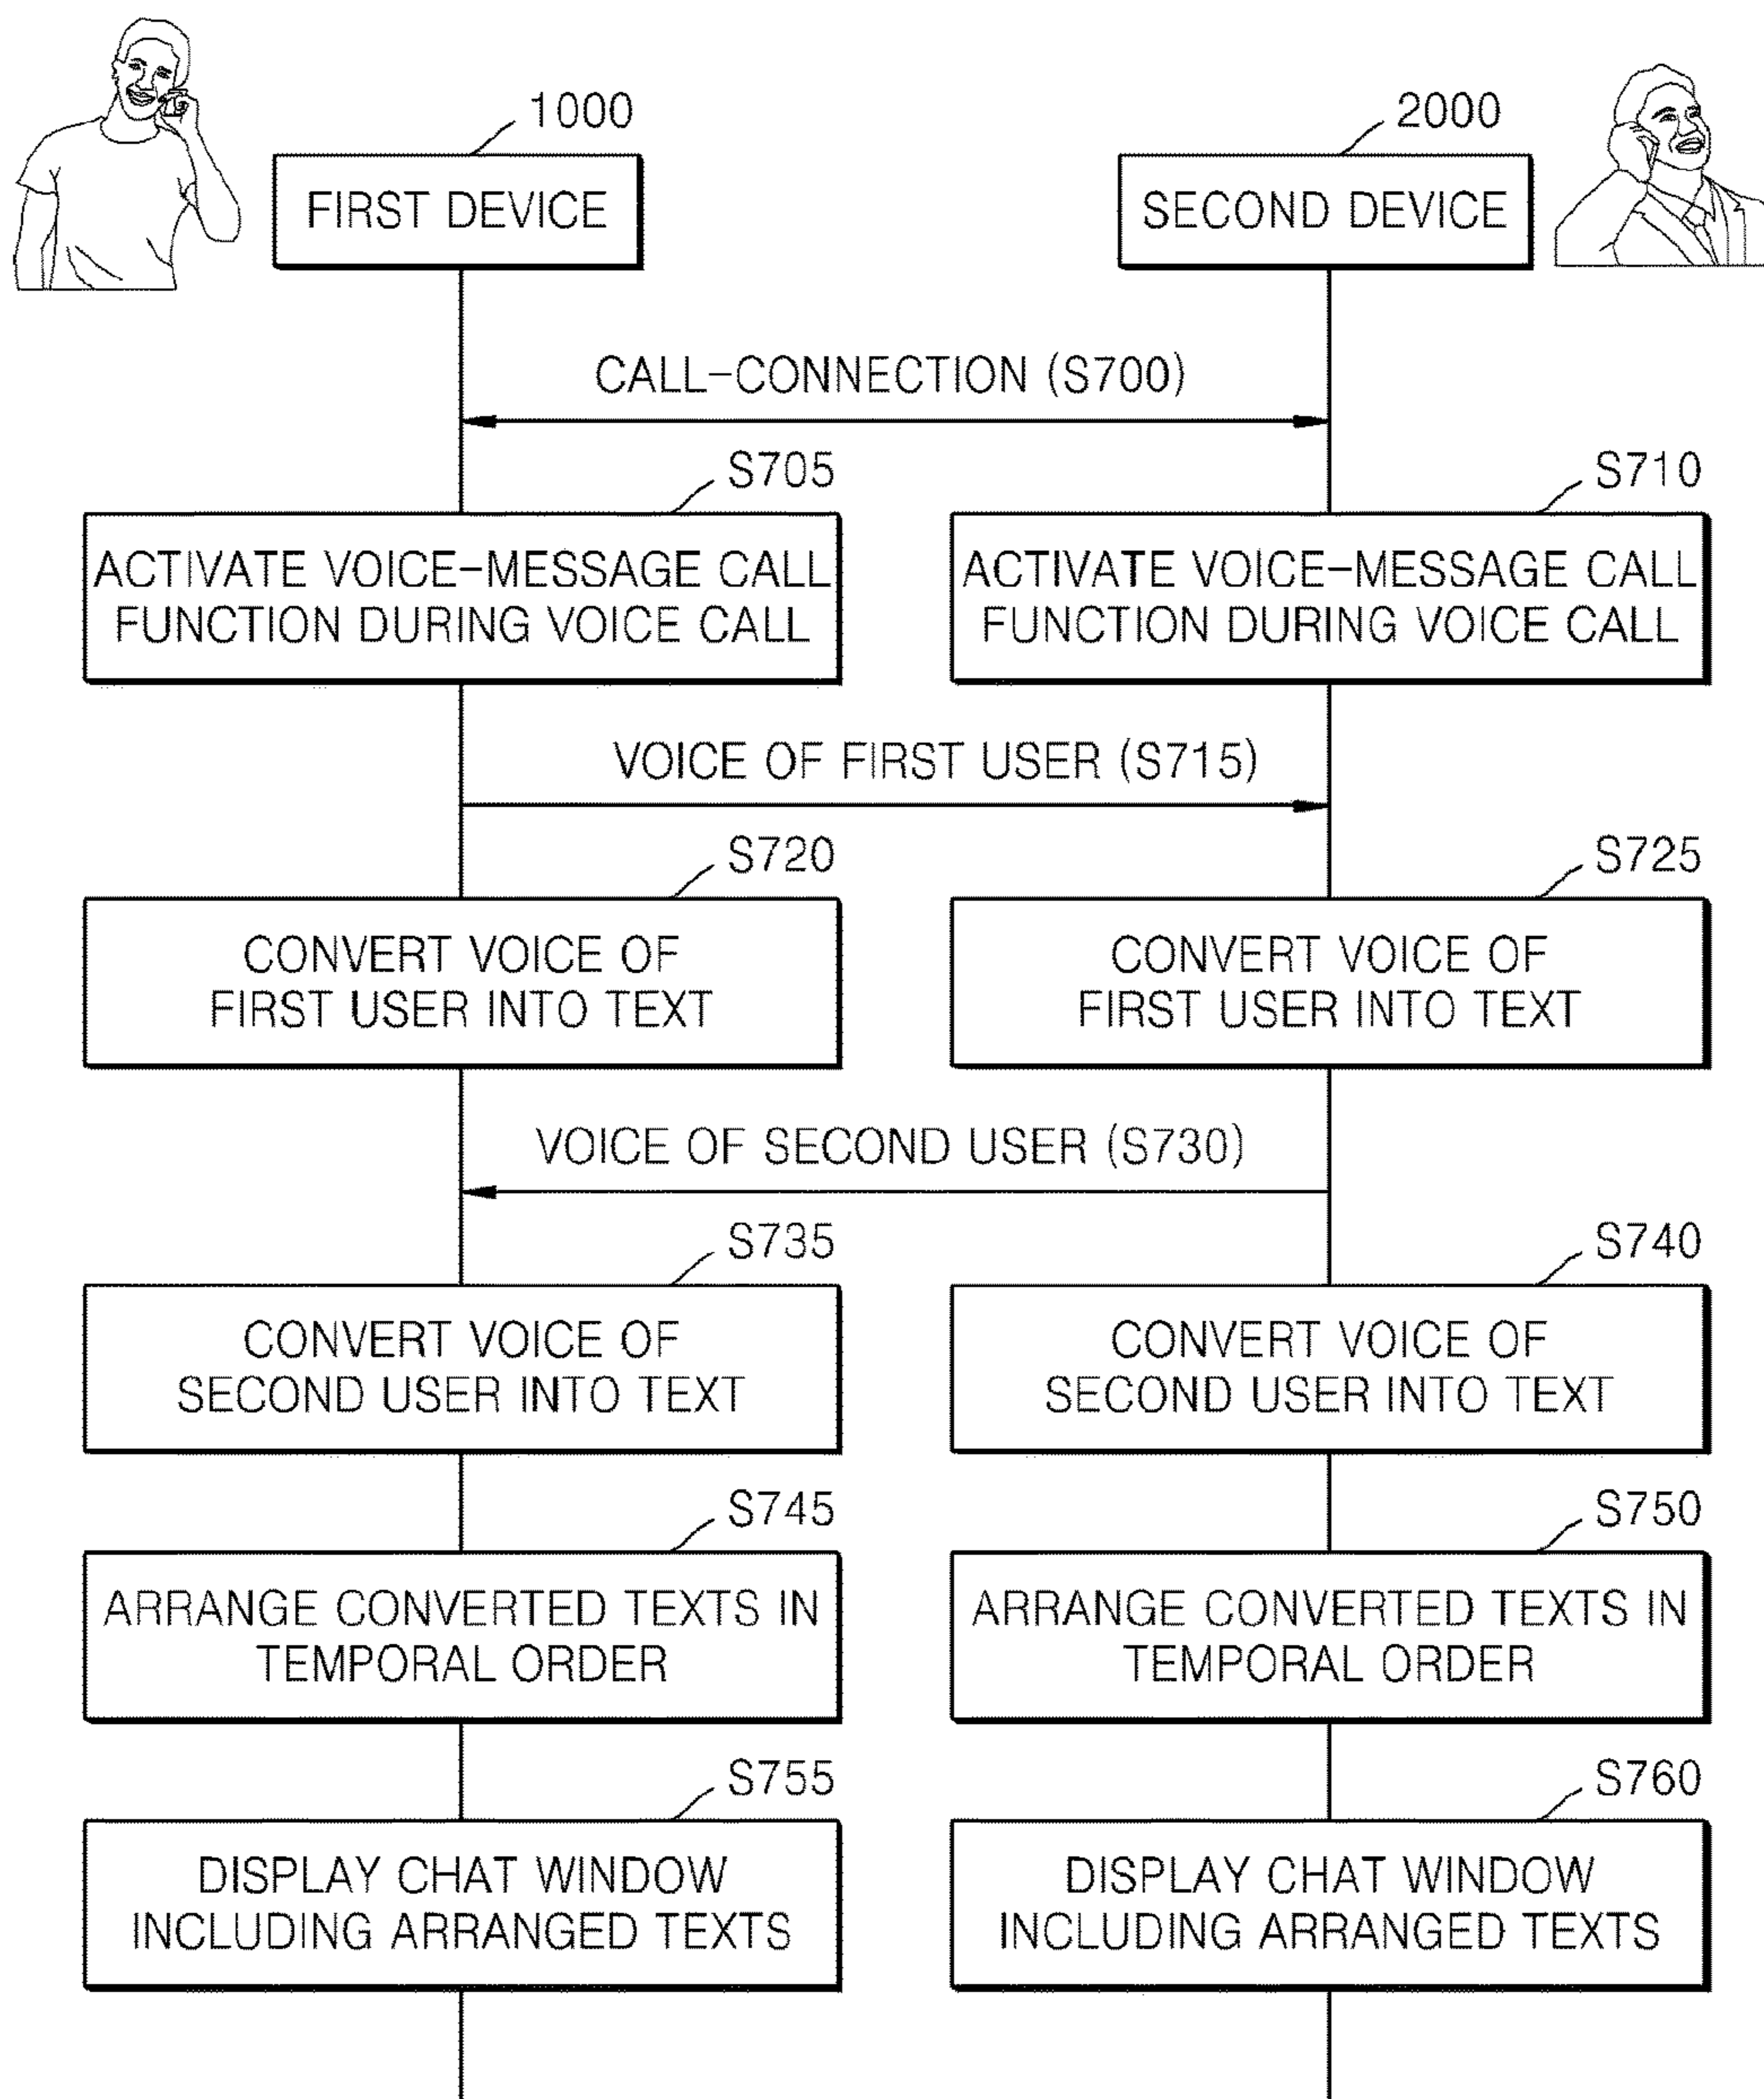 1000
2000
FIRST DEVICE
SECOND DEVICE
CALL-CONNECTION (S700)
S705
S710
ACTIVATE VOICE-MESSAGE CALL
FUNCTION DURING VOICE CALL
ACTIVATE VOICE-MESSAGE CALL
FUNCTION DURING VOICE CALL
VOICE OF FIRST USER (S715)
S720
S725
CONVERT VOICE OF
FIRST USER INTO TEXT
CONVERT VOICE OF
FIRST USER INTO TEXT
VOICE OF SECOND USER (S730)
S735
S740
CONVERT VOICE OF
SECOND USER INTO TEXT
CONVERT VOICE OF
SECOND USER INTO TEXT
S745
S750
ARRANGE CONVERTED TEXTS IN
TEMPORAL ORDER
ARRANGE CONVERTED TEXTS IN
TEMPORAL ORDER
S755
S760
DISPLAY CHAT WINDOW
INCLUDING ARRANGED TEXTS
DISPLAY CHAT WINDOW
INCLUDING ARRANGED TEXTS